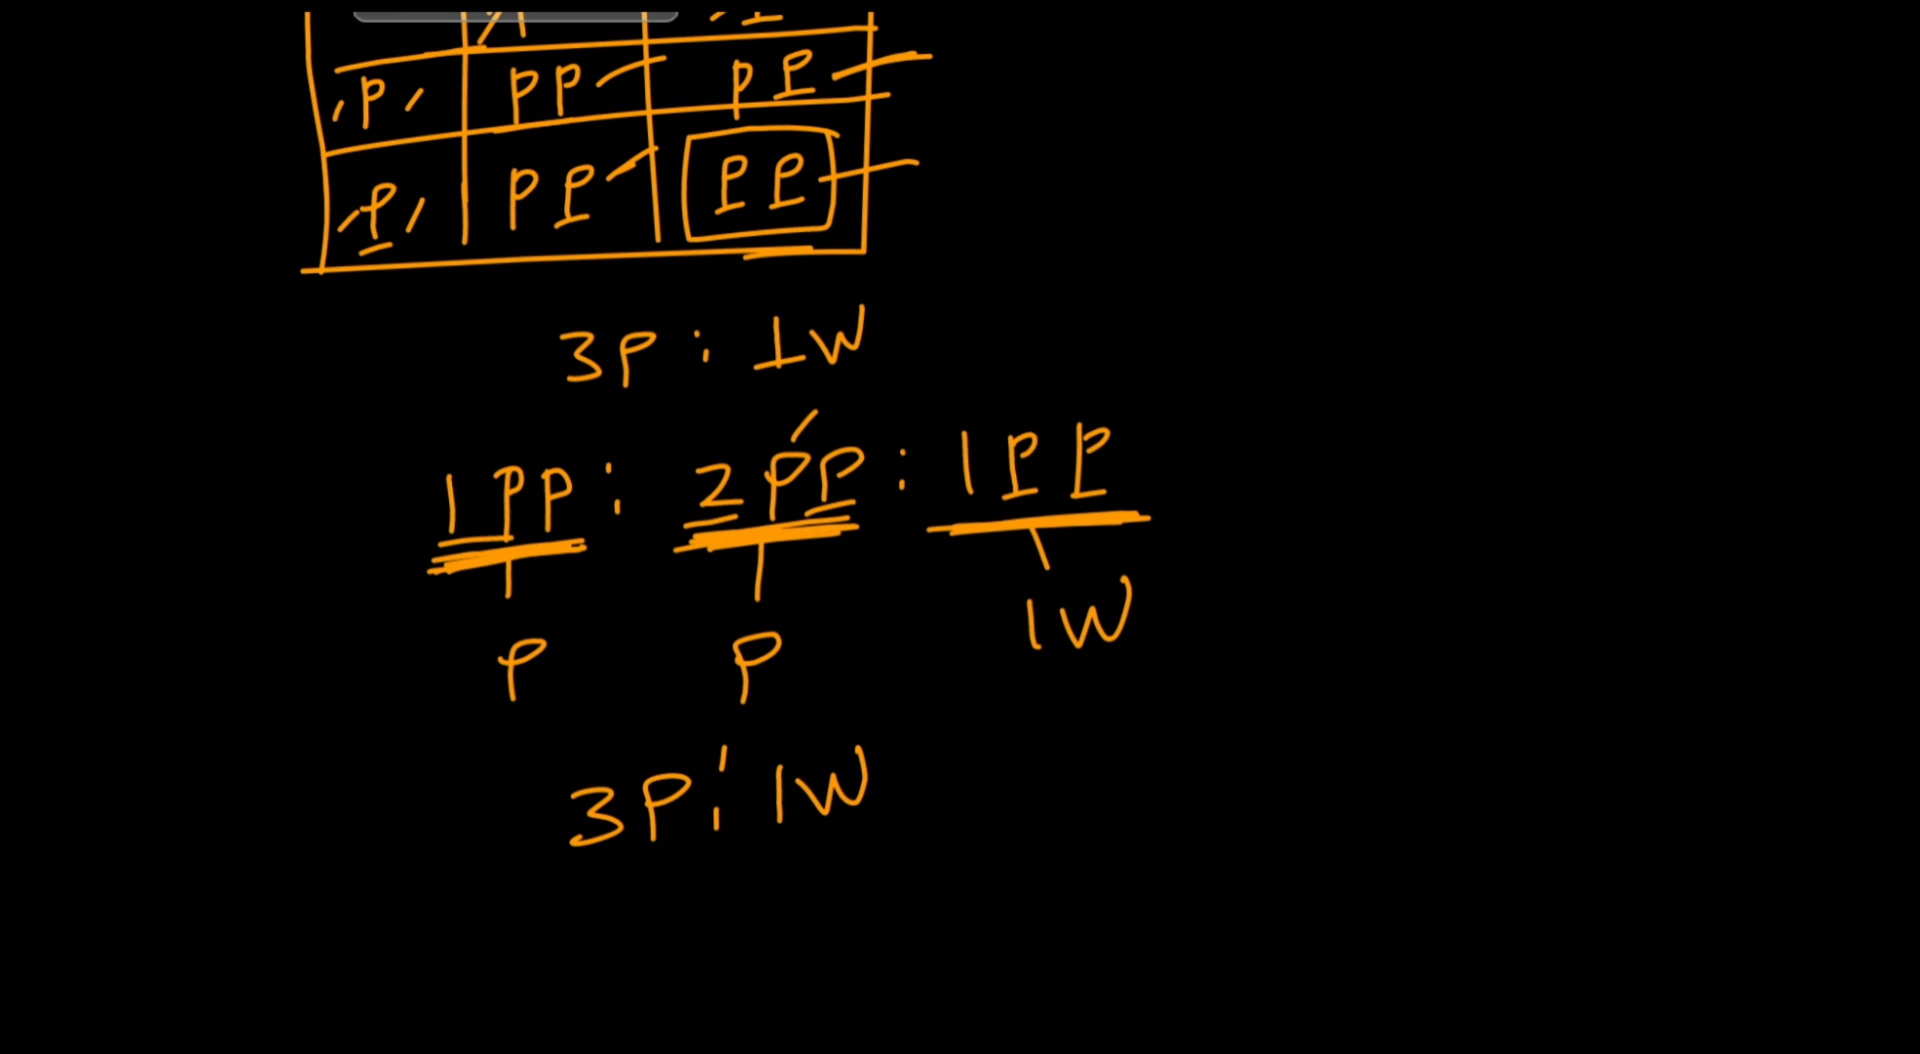 P PP Pp
p Pp pp
3P : 1W
1PP : 2Pp : 1pp
P P 1W
3P : 1W